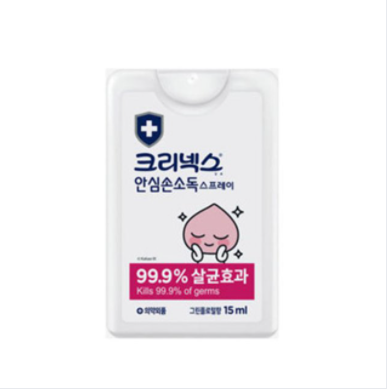 크리넥스
안심손소독스프레이
99.9% 살균효과
Kills 99.9% of germs
의약외품
그린플로럴향 15 ml